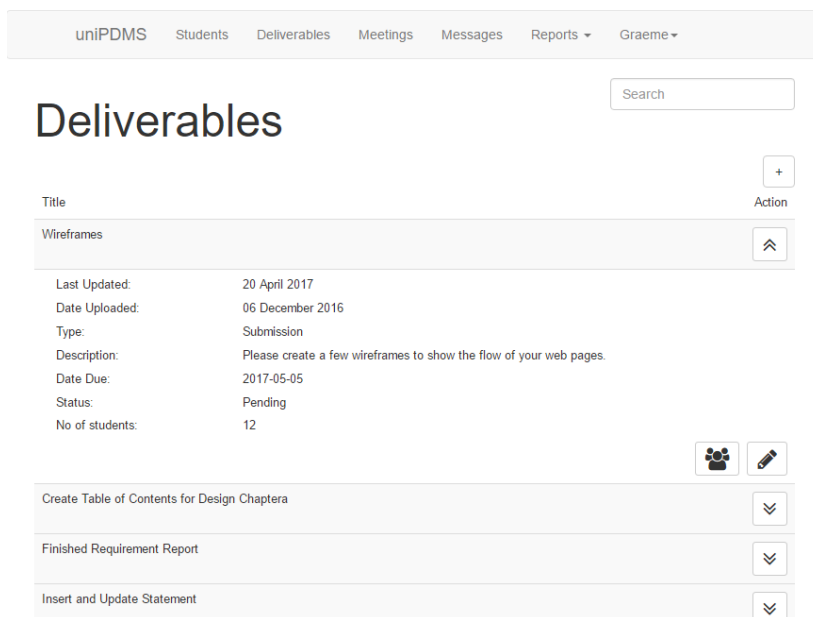 uniPDMS Students Deliverables Meetings Messages Reports Graeme
Search
Deliverables
+
Title Action
Wireframes
Last Updated: 20 April 2017
Date Uploaded: 06 December 2016
Type: Submission
Description: Please create a few wireframes to show the flow of your web pages.
Date Due: 2017-05-05
Status: Pending
No of students: 12
Create Table of Contents for Design Chaptera
Finished Requirement Report
Insert and Update Statement